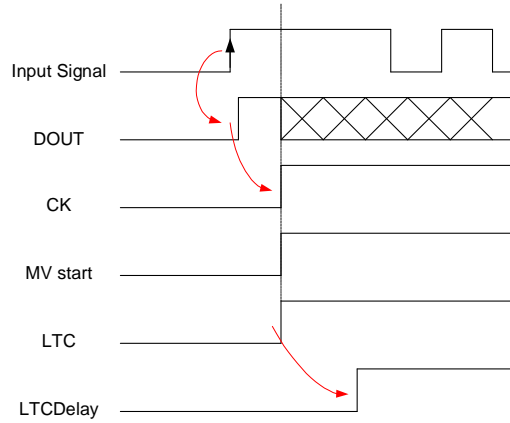 Input Signal
DOUT
CK
MV start
LTC
LTCDelay